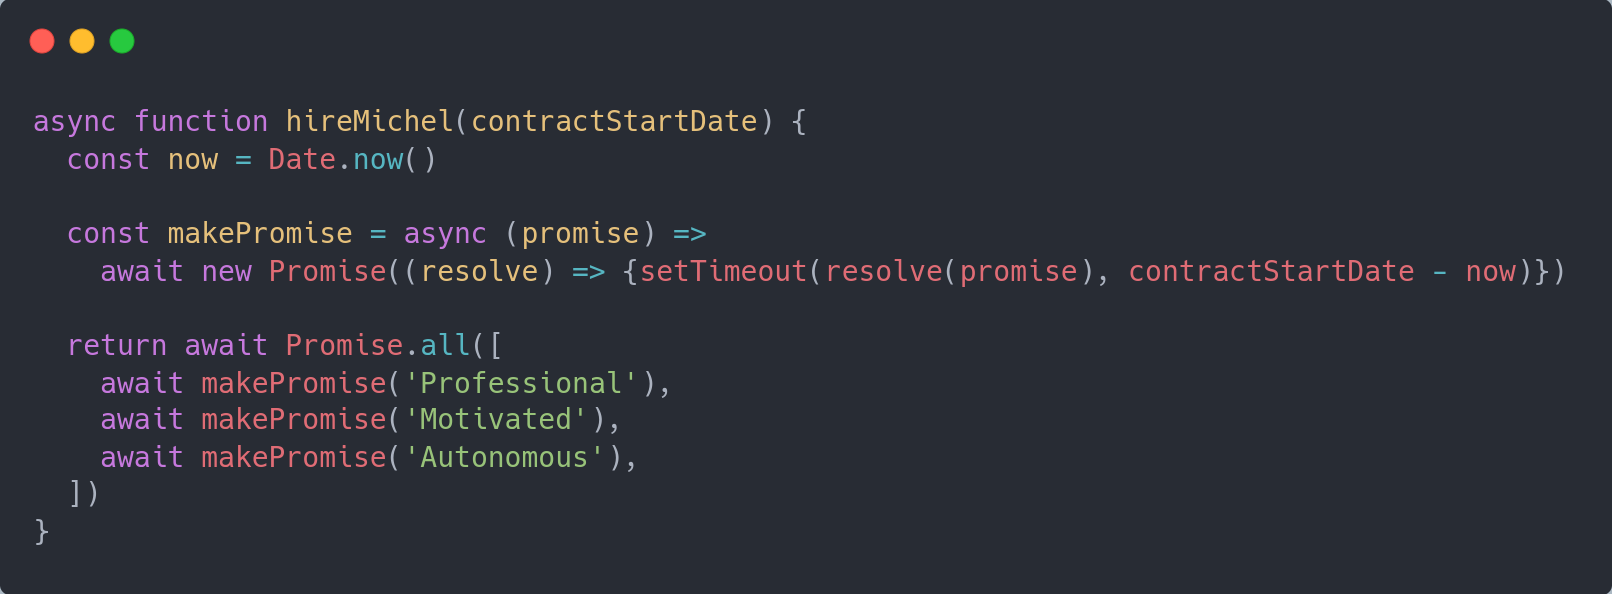 async function hireMichel(contractStartDate) {
  const now = Date.now()
  const makePromise = async (promise) =>
    await new Promise((resolve) => {setTimeout(resolve(promise), contractStartDate - now)})
  return await Promise.all([
    await makePromise('Professional'),
    await makePromise('Motivated'),
    await makePromise('Autonomous'),
  ])
}